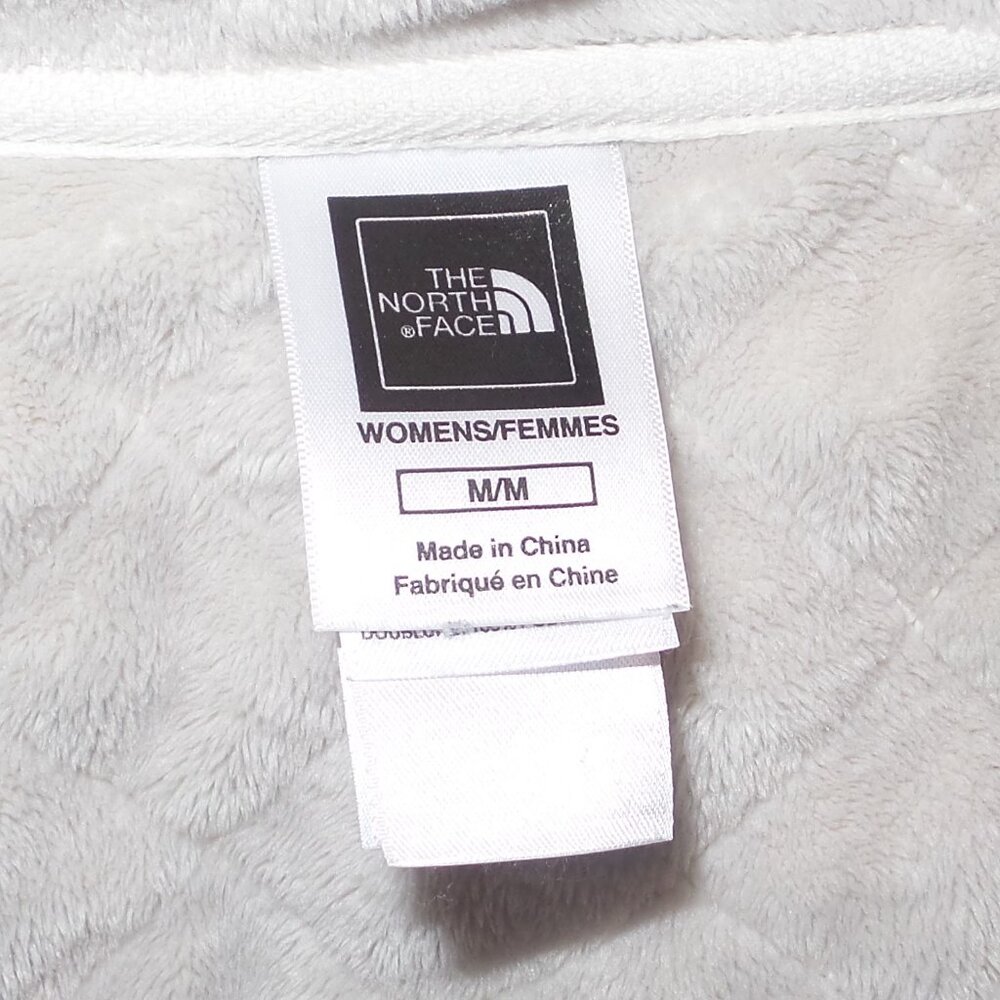 THE
NORTH
®FACE
WOMENS/FEMMES
M/M
Made in China
Fabriqué en Chine